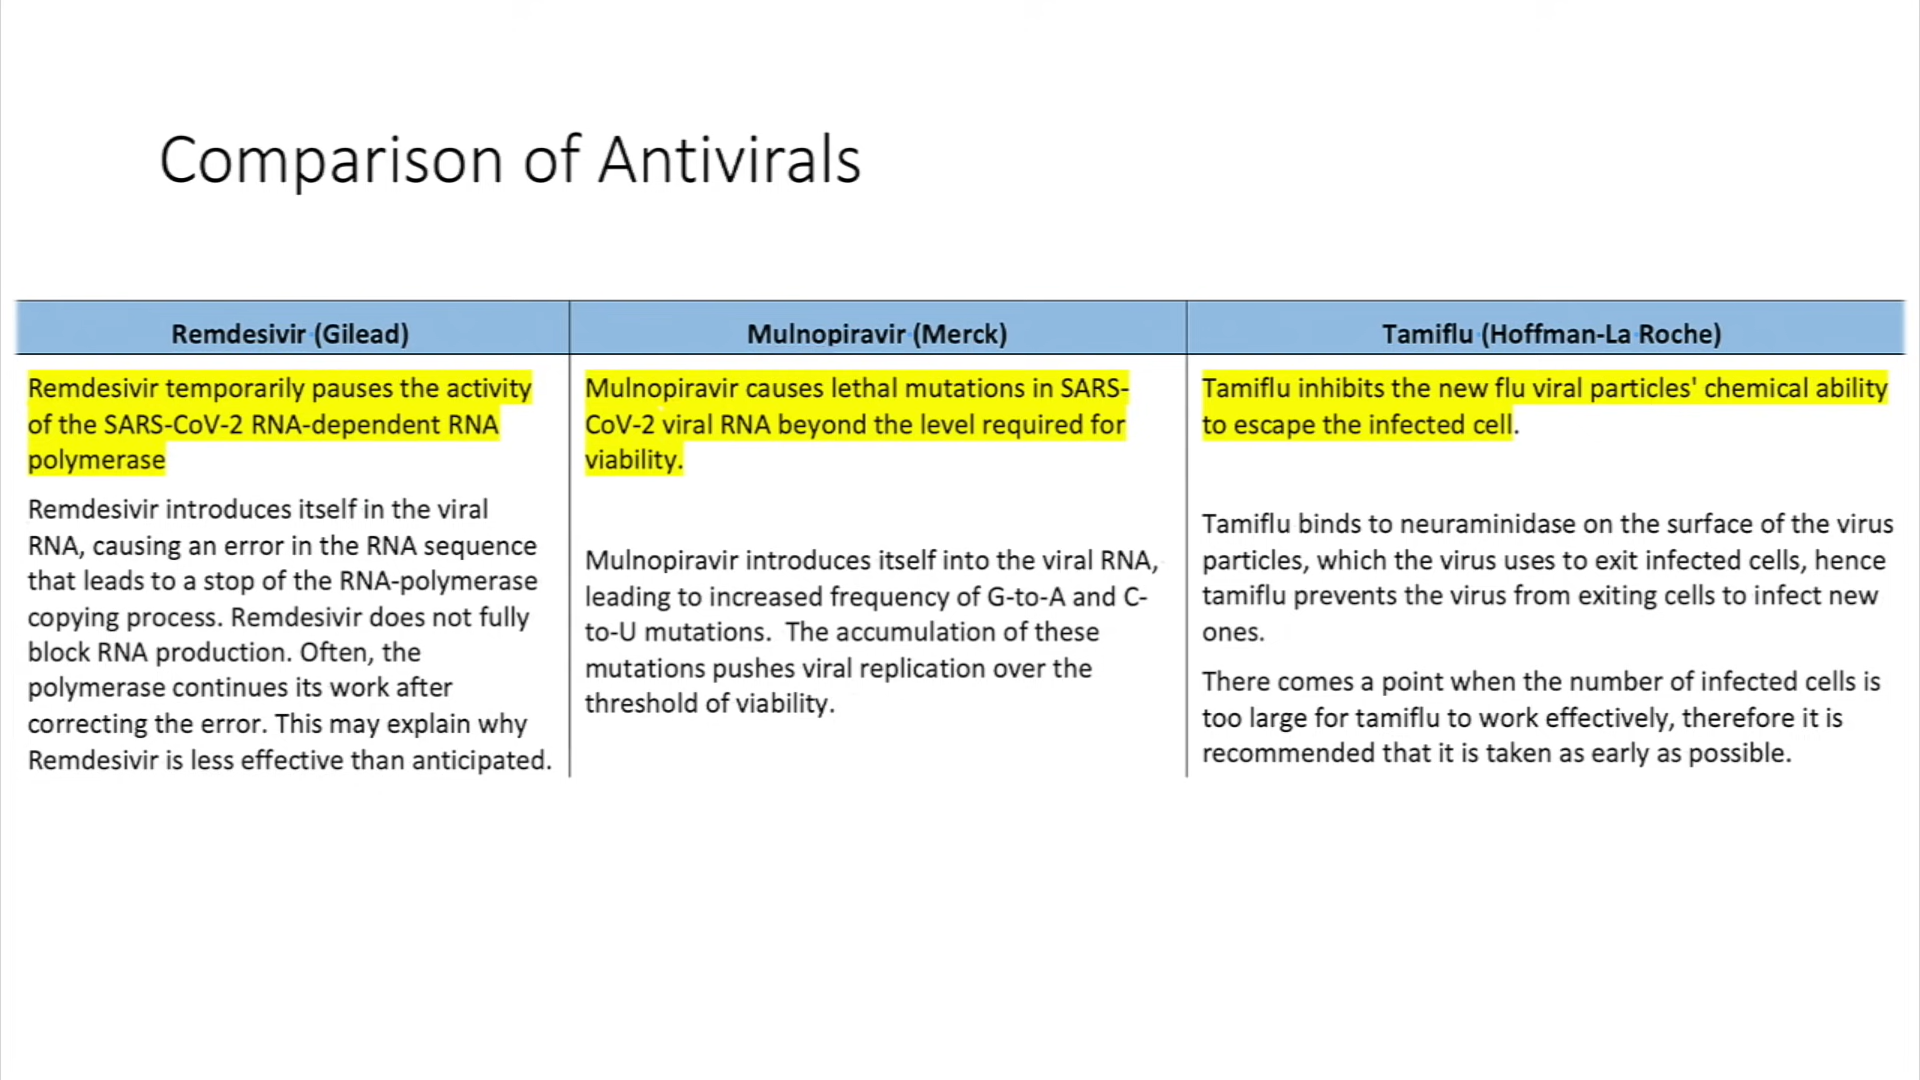 Comparison of Antivirals
Remdesivir (Gilead)
Remdesivir temporarily pauses the activity
of the SARS-CoV-2 RNA-dependent RNA
polymerase
Remdesivir introduces itself in the viral
RNA, causing an error in the RNA sequence
that leads to a stop of the RNA-polymerase
copying process. Remdesivir does not fully
block RNA production. Often, the
polymerase continues its work after
correcting the error. This may explain why
Remdesivir is less effective than anticipated.
Mulnopiravir (Merck)
Mulnopiravir causes lethal mutations in SARS-
CoV-2 viral RNA beyond the level required for
viability.
Mulnopiravir introduces itself into the viral RNA,
leading to increased frequency of G-to-A and C-
to-U mutations.  The accumulation of these
mutations pushes viral replication over the
threshold of viability.
Tamiflu (Hoffman-La Roche)
Tamiflu inhibits the new flu viral particles' chemical ability
to escape the infected cell.
Tamiflu binds to neuraminidase on the surface of the virus
particles, which the virus uses to exit infected cells, hence
tamiflu prevents the virus from exiting cells to infect new
ones.
There comes a point when the number of infected cells is
too large for tamiflu to work effectively, therefore it is
recommended that it is taken as early as possible.